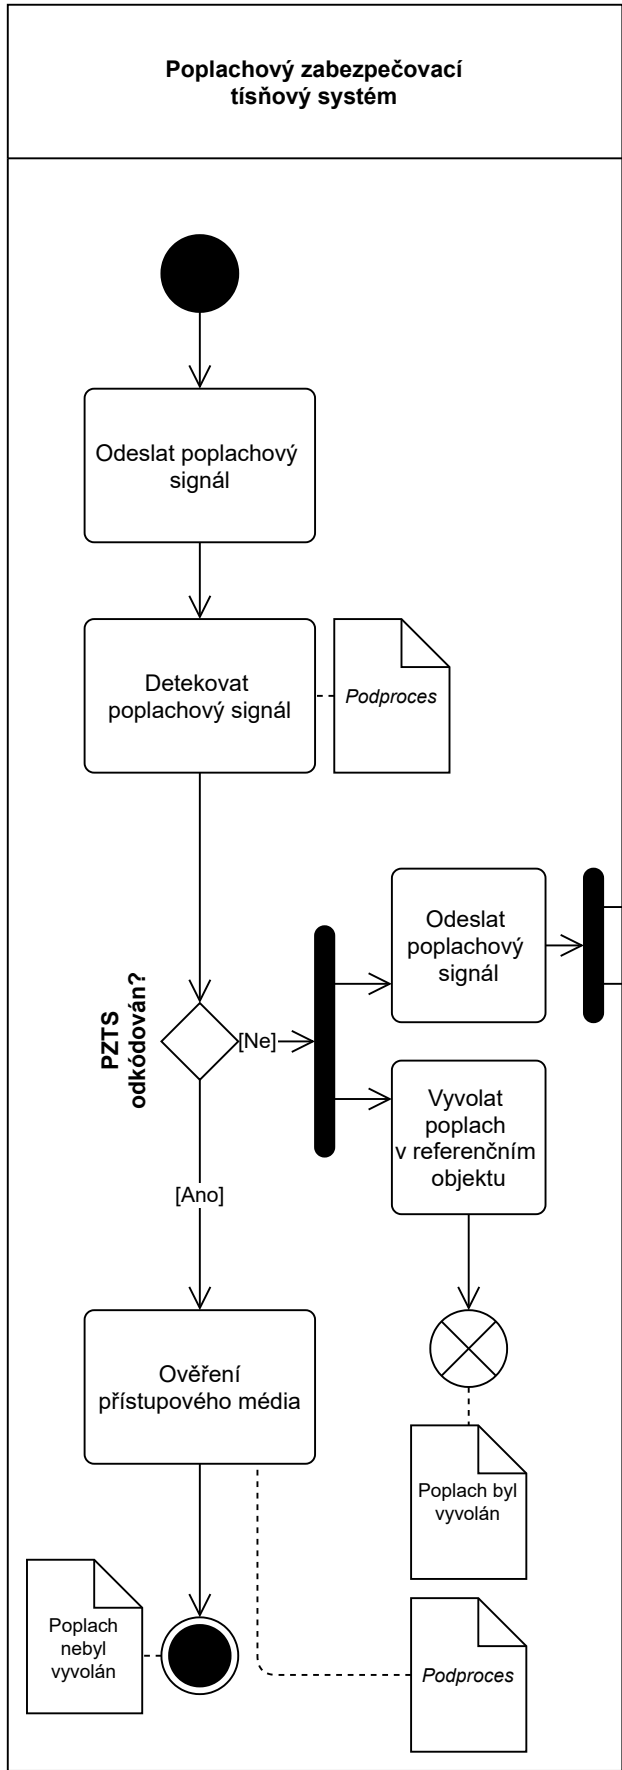 Poplachový zabezpečovací
tísňový systém
Odeslat poplachový
signál
Detekovat
poplachový signál
Podproces
Odeslat
poplachový
signál
PZTS
odkódován?
[Ne]
Vyvolat
poplach
v referenčním
objektu
[Ano]
Ověření
přístupového média
Poplach byl
vyvolán
Poplach
nebyl
vyvolán
Podproces